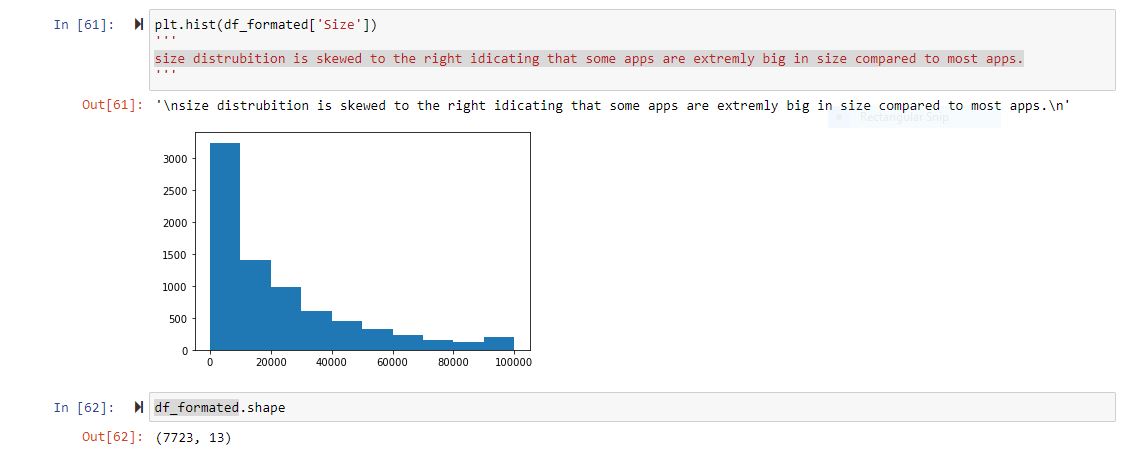 In [61]: plt.hist(df_formated['Size'])
'''
size distrubition is skewed to the right idicating that some apps are extremly big in size compared to most apps.
'''
Out[61]: '\nsize distrubition is skewed to the right idicating that some apps are extremly big in size compared to most apps.\n'
Rectangular Snip
3000
2500
2000
1500
1000
500
0
0 20000 40000 60000 80000 100000
In [62]: df_formated.shape
Out[62]: (7723, 13)